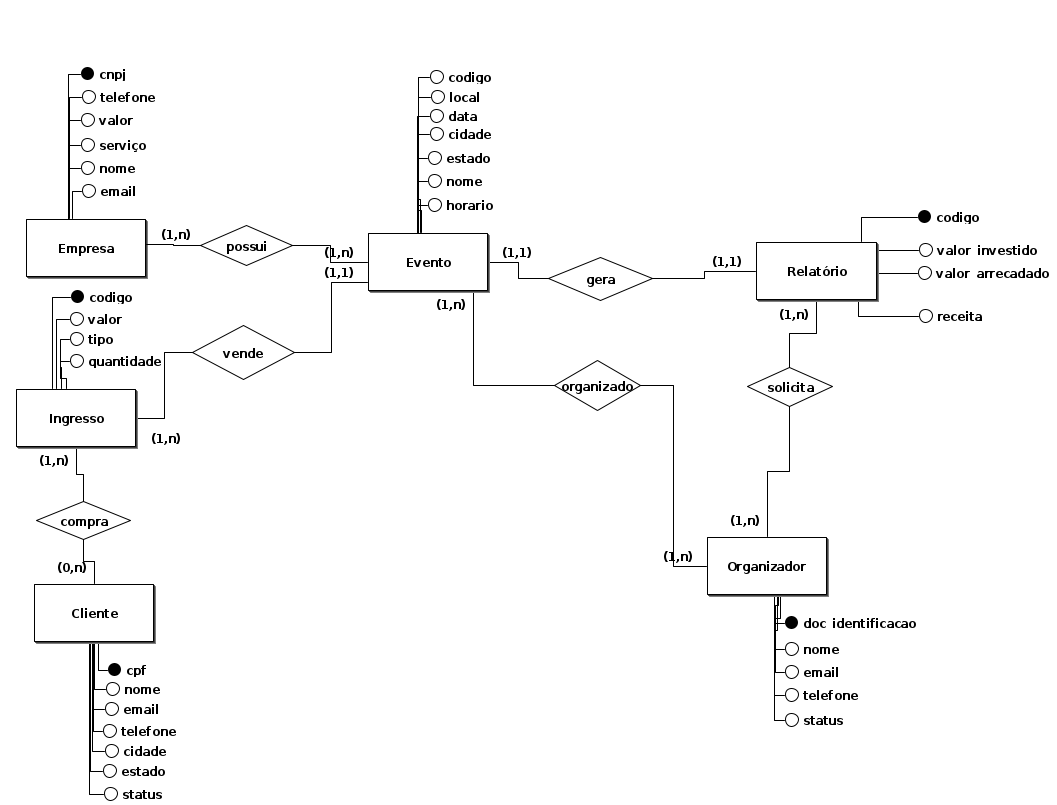 cnpj
telefone
valor
serviço
nome
email
Empresa
(1,n)
possui
(1,n)
(1,1)
codigo
local
data
cidade
estado
nome
horario
Evento
(1,1)
gera
(1,1)
Relatório
codigo
valor investido
valor arrecadado
receita
(1,n)
solicita
(1,n)
(1,n)
organizado
(1,n)
Organizador
doc identificacao
nome
email
telefone
status
codigo
valor
tipo
quantidade
vende
Ingresso
(1,n)
(1,n)
compra
(0,n)
Cliente
cpf
nome
email
telefone
cidade
estado
status